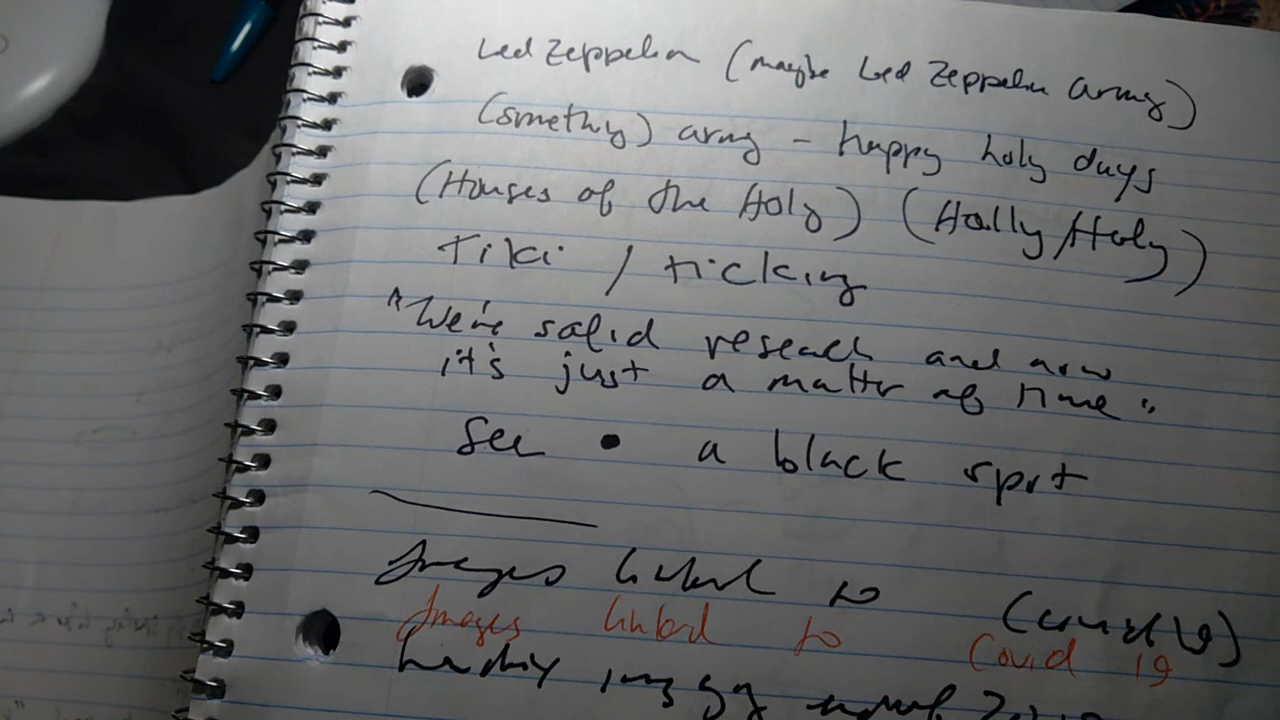 Led Zeppelin (maybe Led Zeppelin army)
(something) army - happy holy days
(Houses of the Holy) (Holly/Holy)
Tiki / ticking
"We're solid research and now
it's just a matter of time"
See • a black spot
Images linked to (covid 19)
Images linked to Covid 19